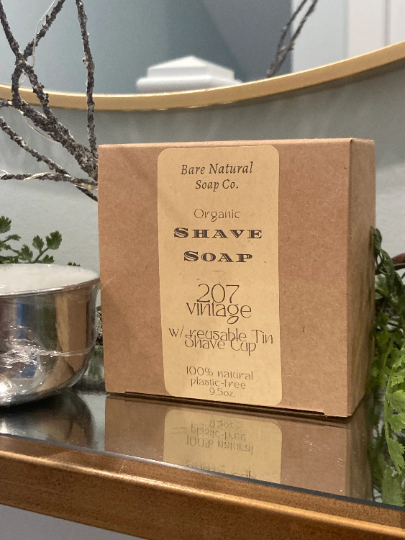 Bare Natural
Soap Co.
Organic
SHAVE
SOAP
207
vintage
w/ reusable Tin
Shave Cup
100% natural
plastic-free
9.5oz